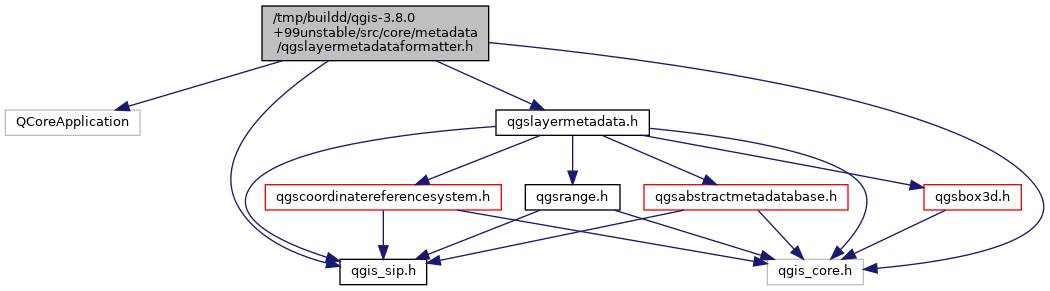 /tmp/buildd/qgis-3.8.0
+99unstable/src/core/metadata
/qgslayermetadataformatter.h
QCoreApplication
qgslayermetadata.h
qgscoordinatereferencesystem.h
qgsrange.h
qgsabstractmetadatabase.h
qgsbox3d.h
qgis_sip.h
qgis_core.h